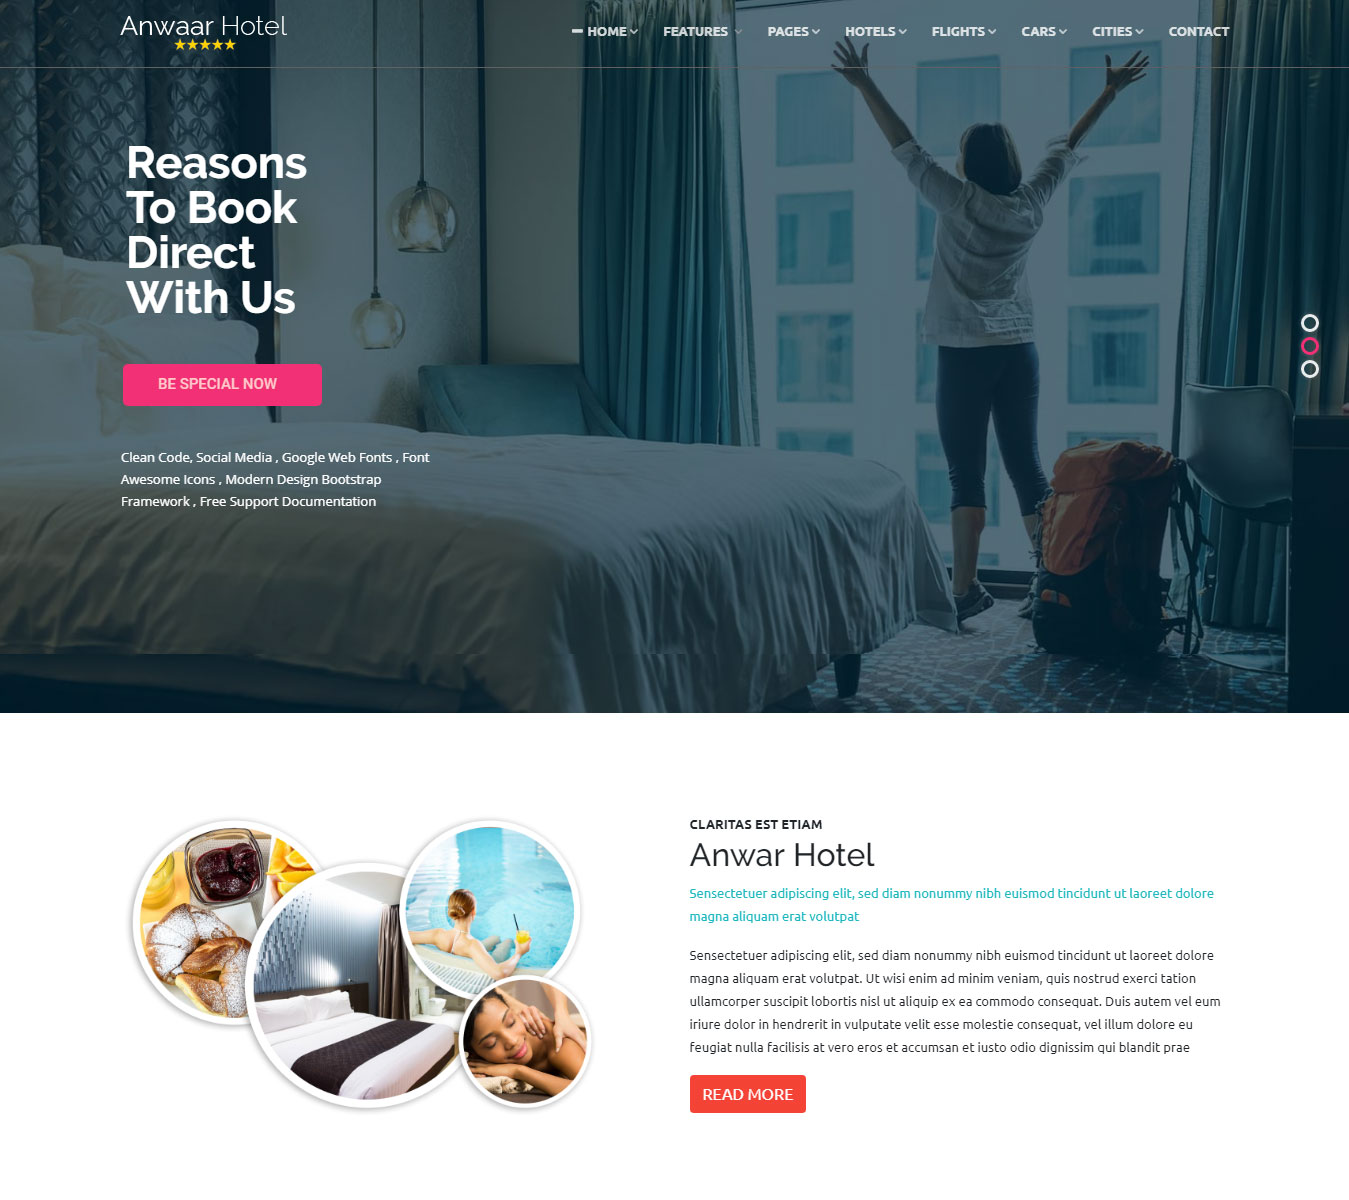 Anwaar Hotel
HOME FEATURES PAGES HOTELS FLIGHTS CARS CITIES CONTACT
Reasons
To Book
Direct
With Us
BE SPECIAL NOW
Clean Code, Social Media , Google Web Fonts , Font
Awesome Icons , Modern Design Bootstrap
Framework , Free Support Documentation
CLARITAS EST ETIAM
Anwar Hotel
Sensectetuer adipiscing elit, sed diam nonummy nibh euismod tincidunt ut laoreet dolore
magna aliquam erat volutpat
Sensectetuer adipiscing elit, sed diam nonummy nibh euismod tincidunt ut laoreet dolore
magna aliquam erat volutpat. Ut wisi enim ad minim veniam, quis nostrud exerci tation
ullamcorper suscipit lobortis nisl ut aliquip ex ea commodo consequat. Duis autem vel eum
iriure dolor in hendrerit in vulputate velit esse molestie consequat, vel illum dolore eu
feugiat nulla facilisis at vero eros et accumsan et iusto odio dignissim qui blandit prae
READ MORE